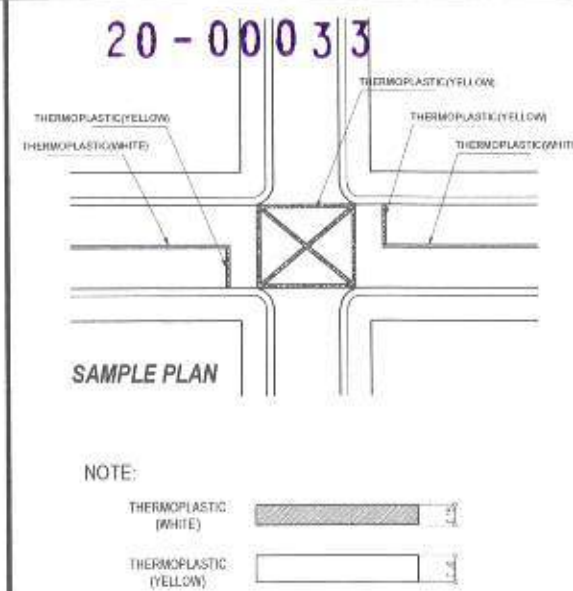 20-00033
THERMOPLASTIC(YELLOW)
THERMOPLASTIC(YELLOW)
THERMOPLASTIC(YELLOW)
THERMOPLASTIC(WHITE)
THERMOPLASTIC(WHITE
SAMPLE PLAN
NOTE:
THERMOPLASTIC
(WHITE)
THERMOPLASTIC
(YELLOW)